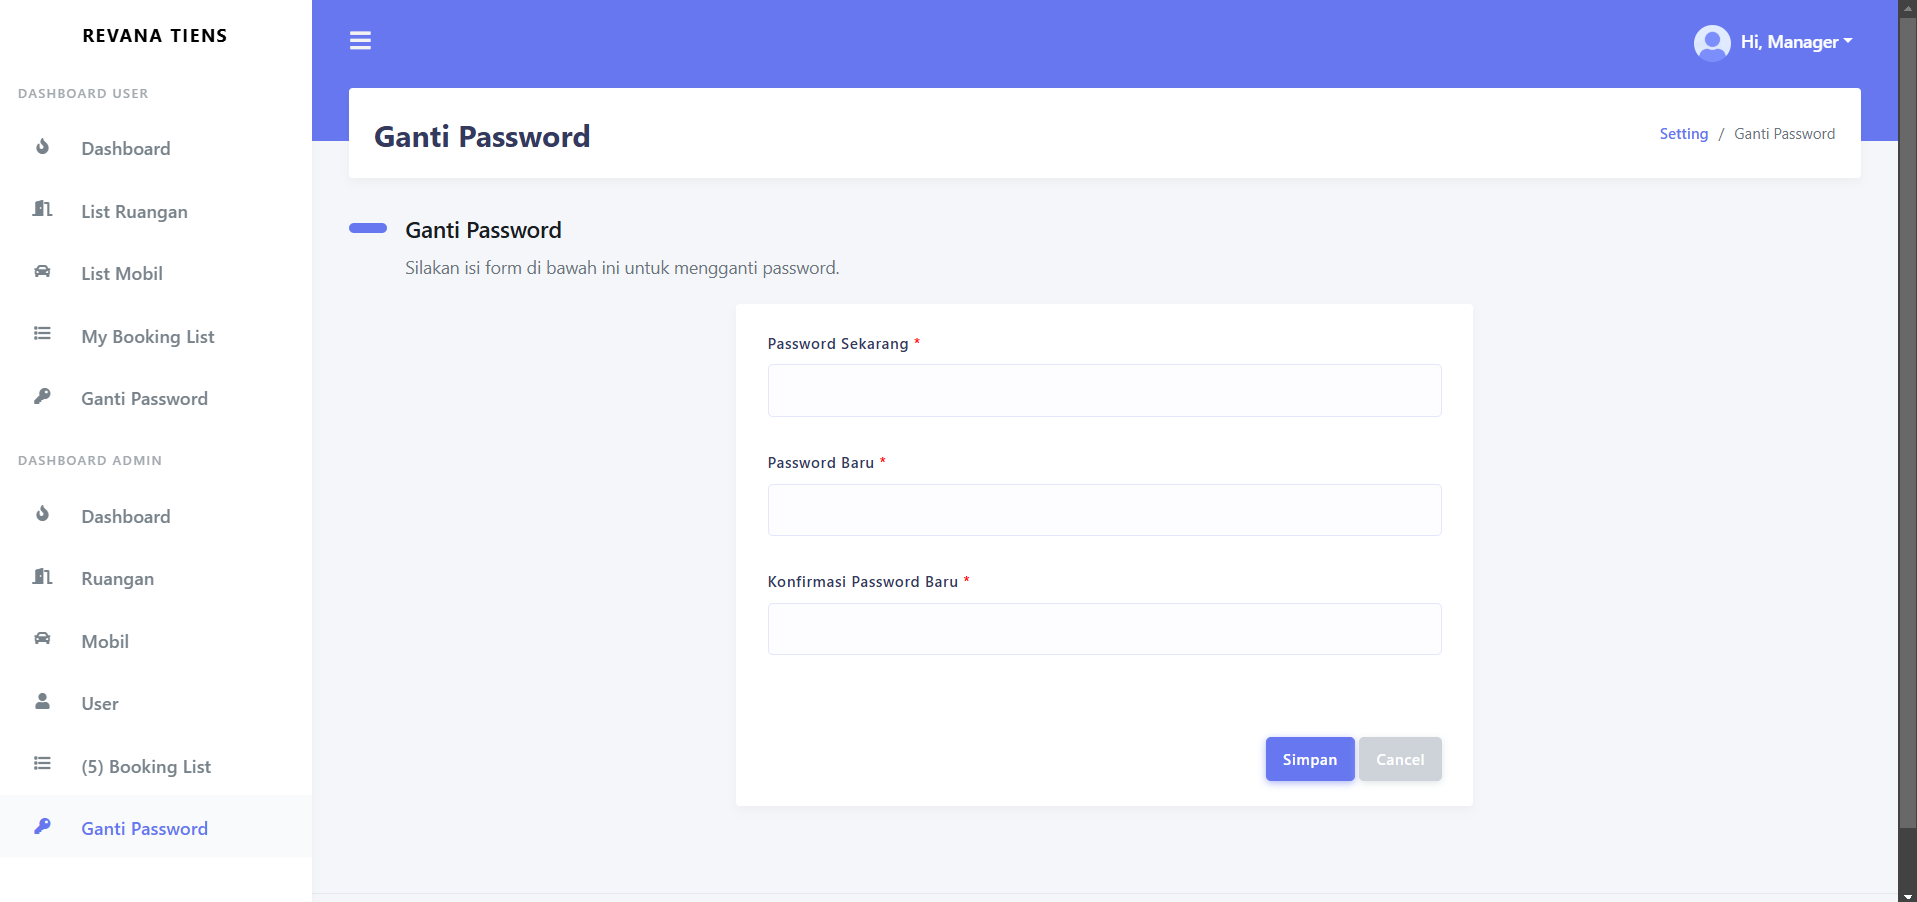 REVANA TIENS
DASHBOARD USER
Dashboard
List Ruangan
List Mobil
My Booking List
Ganti Password
DASHBOARD ADMIN
Dashboard
Ruangan
Mobil
User
(5) Booking List
Ganti Password
Hi, Manager
Ganti Password
Setting / Ganti Password
Ganti Password
Silakan isi form di bawah ini untuk mengganti password.
Password Sekarang *
Password Baru *
Konfirmasi Password Baru *
Simpan Cancel